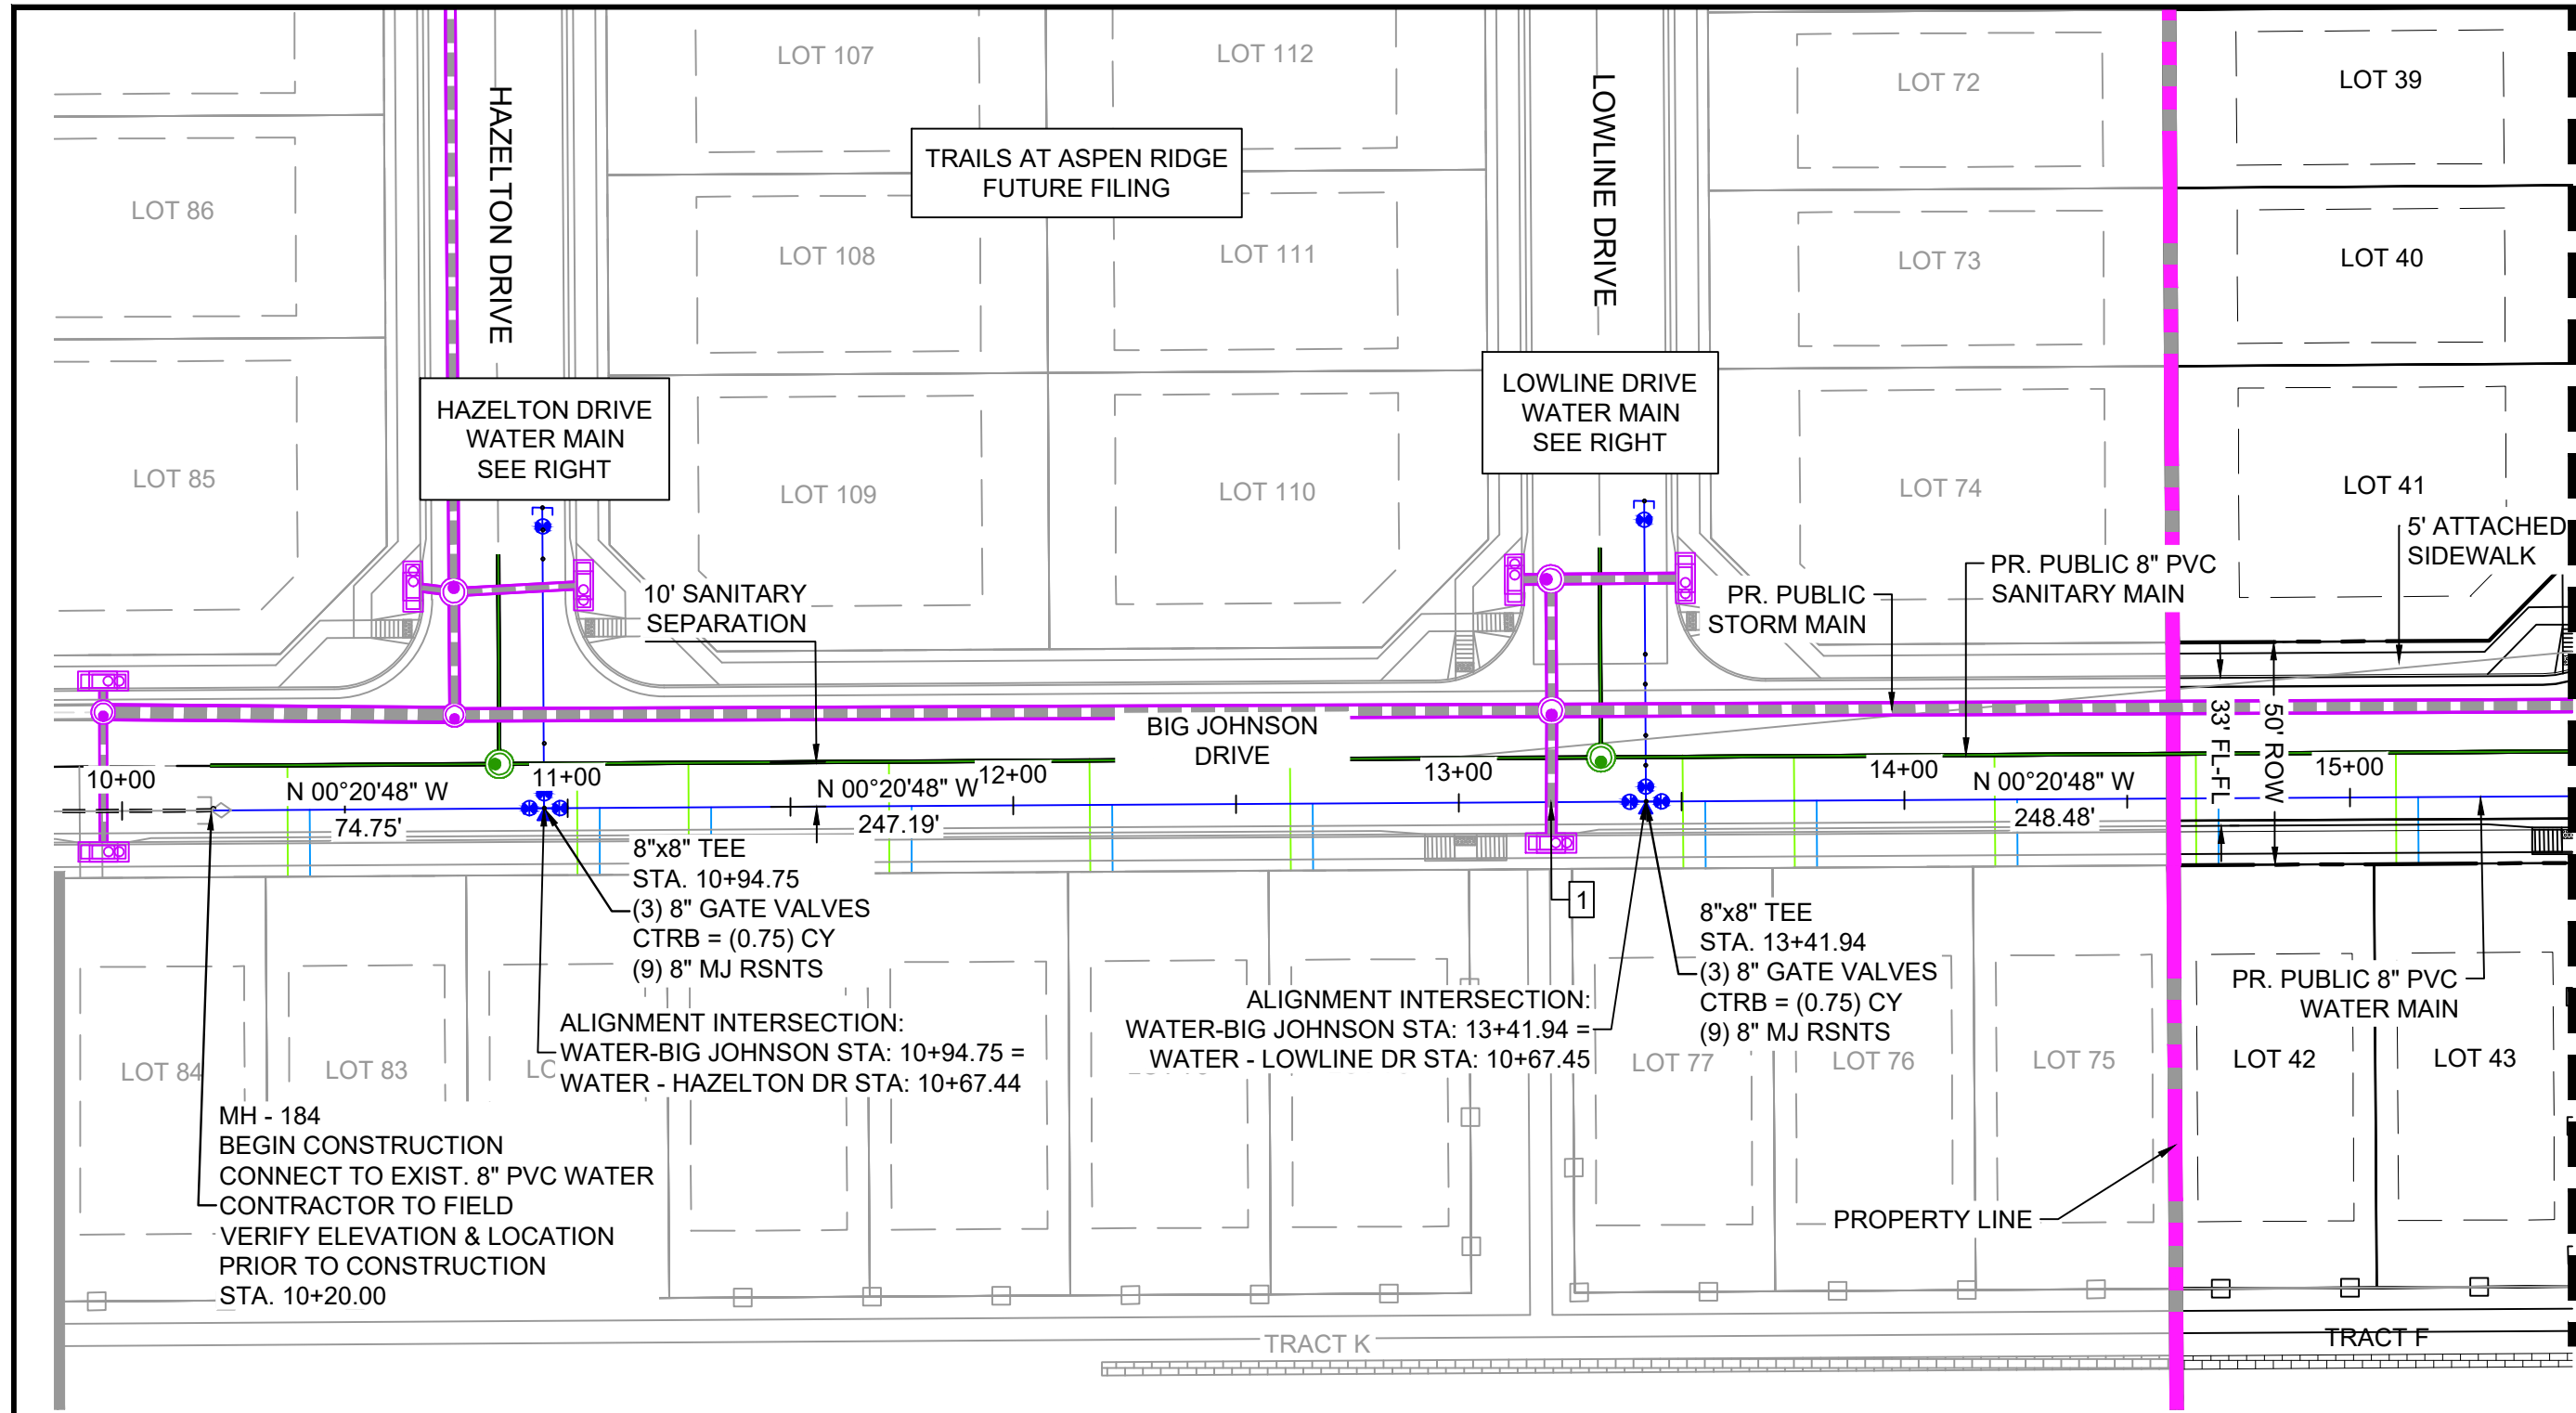 LOT 107
LOT 112
LOT 72
LOT 39
HAZELTON DRIVE
LOWLINE DRIVE
TRAILS AT ASPEN RIDGE
FUTURE FILING
LOT 86
LOT 108
LOT 111
LOT 73
LOT 40
HAZELTON DRIVE
WATER MAIN
SEE RIGHT
LOWLINE DRIVE
WATER MAIN
SEE RIGHT
LOT 85
LOT 109
LOT 110
LOT 74
LOT 41
5' ATTACHED
SIDEWALK
10' SANITARY
SEPARATION
PR. PUBLIC
STORM MAIN
PR. PUBLIC 8" PVC
SANITARY MAIN
BIG JOHNSON
DRIVE
33' FL-FL
50' ROW
10+00
11+00
12+00
13+00
14+00
15+00
N 00°20'48" W
74.75'
N 00°20'48" W
247.19'
N 00°20'48" W
248.48'
8"x8" TEE
STA. 10+94.75
(3) 8" GATE VALVES
CTRB = (0.75) CY
(9) 8" MJ RSNTS
ALIGNMENT INTERSECTION:
WATER-BIG JOHNSON STA: 10+94.75 =
WATER - HAZELTON DR STA: 10+67.44
1
8"x8" TEE
STA. 13+41.94
(3) 8" GATE VALVES
CTRB = (0.75) CY
(9) 8" MJ RSNTS
ALIGNMENT INTERSECTION:
WATER-BIG JOHNSON STA: 13+41.94 =
WATER - LOWLINE DR STA: 10+67.45
PR. PUBLIC 8" PVC
WATER MAIN
LOT 84
LOT 83
LOT 77
LOT 76
LOT 75
LOT 42
LOT 43
MH - 184
BEGIN CONSTRUCTION
CONNECT TO EXIST. 8" PVC WATER
CONTRACTOR TO FIELD
VERIFY ELEVATION & LOCATION
PRIOR TO CONSTRUCTION
STA. 10+20.00
PROPERTY LINE
TRACT K
TRACT F